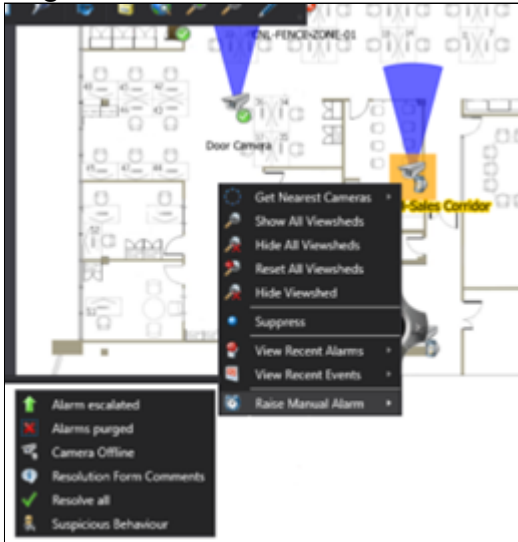 CNL-FENCE-ZONE-01
Door Camera
Get Nearest Cameras
-Sales Corridor
Show All Viewsheds
Hide All Viewsheds
Reset All Viewsheds
Hide Viewshed
Suppress
View Recent Alarms
View Recent Events
Raise Manual Alarm
Alarm escalated
Alarms purged
Camera Offline
Resolution Form Comments
Resolve all
Suspicious Behaviour